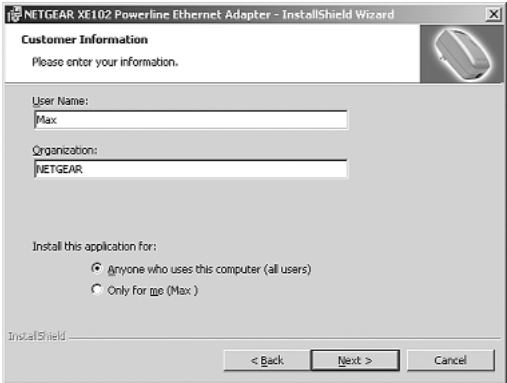 NETGEAR XE102 Powerline Ethernet Adapter - InstallShield Wizard
Customer Information
Please enter your information.
User Name:
Max
Organization:
NETGEAR
Install this application for:
Anyone who uses this computer (all users)
Only for me (Max )
InstallShield
< Back
Next >
Cancel